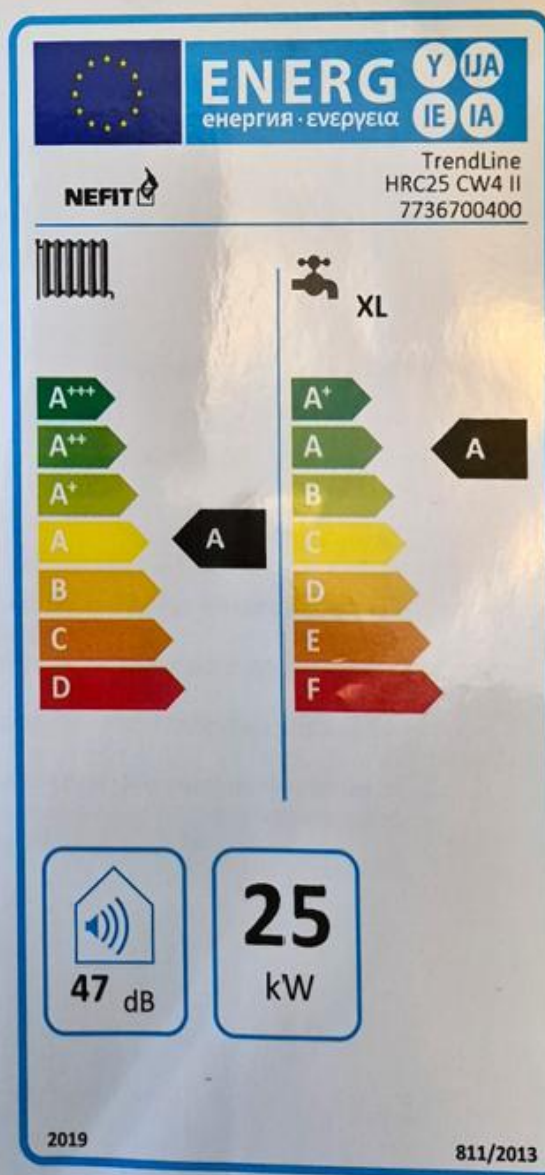 ENERG
енергия · ενεργεια
Y IJA
IE IA
NEFIT
TrendLine
HRC25 CW4 II
7736700400
XL
A+++
A++
A+
A
B
C
D
A
A+
A
B
C
D
E
F
A
47 dB
25
kW
2019
811/2013